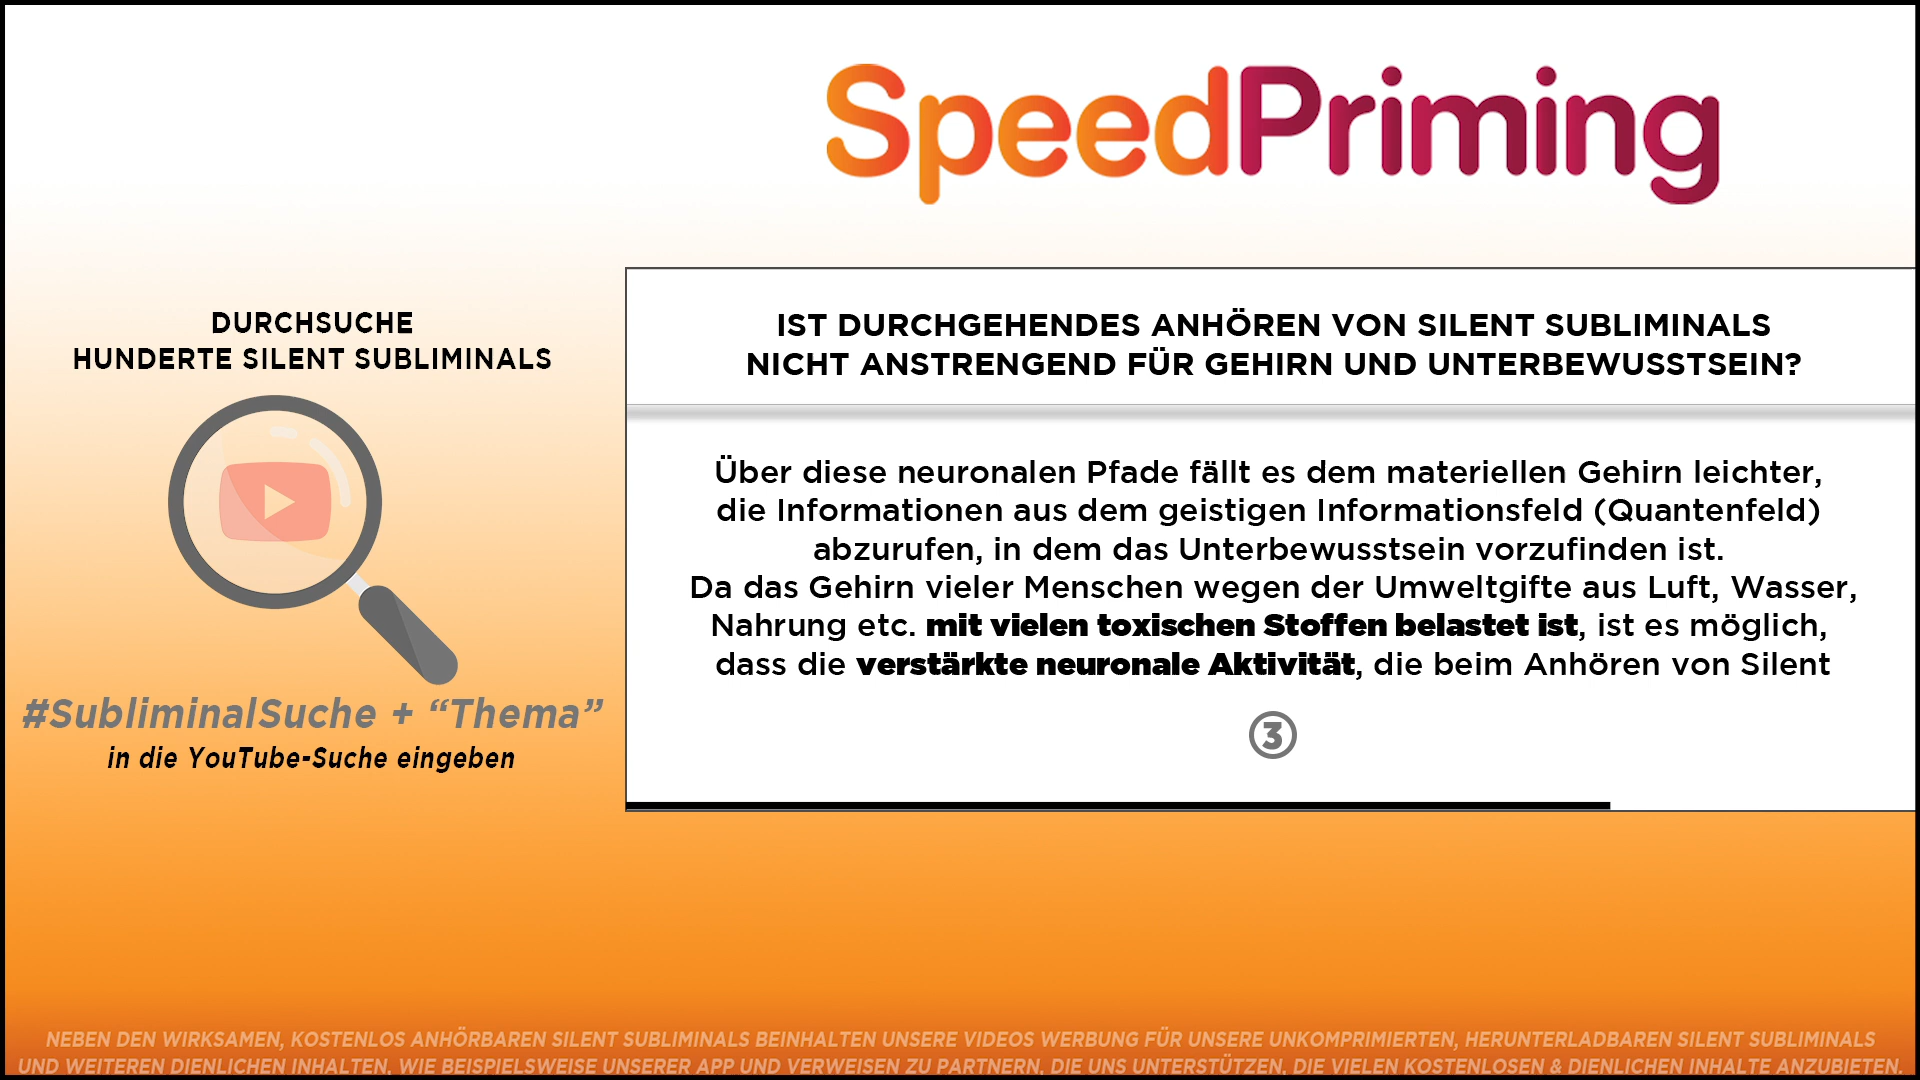 SpeedPriming
DURCHSUCHE
HUNDERTE SILENT SUBLIMINALS
#SubliminalSuche + “Thema”
in die YouTube-Suche eingeben
IST DURCHGEHENDES ANHÖREN VON SILENT SUBLIMINALS
NICHT ANSTRENGEND FÜR GEHIRN UND UNTERBEWUSSTSEIN?
Über diese neuronalen Pfade fällt es dem materiellen Gehirn leichter,
die Informationen aus dem geistigen Informationsfeld (Quantenfeld)
abzurufen, in dem das Unterbewusstsein vorzufinden ist.
Da das Gehirn vieler Menschen wegen der Umweltgifte aus Luft, Wasser,
Nahrung etc. mit vielen toxischen Stoffen belastet ist, ist es möglich,
dass die verstärkte neuronale Aktivität, die beim Anhören von Silent
3
NEBEN DEN WIRKSAMEN, KOSTENLOS ANHÖRBAREN SILENT SUBLIMINALS BEINHALTEN UNSERE VIDEOS WERBUNG FÜR UNSERE UNKOMPRIMIERTEN, HERUNTERLADBAREN SILENT SUBLIMINALS
UND WEITEREN DIENLICHEN INHALTEN, WIE BEISPIELSWEISE UNSERER APP UND VERWEISEN ZU PARTNERN, DIE UNS UNTERSTÜTZEN, DIE VIELEN KOSTENLOSEN & DIENLICHEN INHALTE ANZUBIETEN.